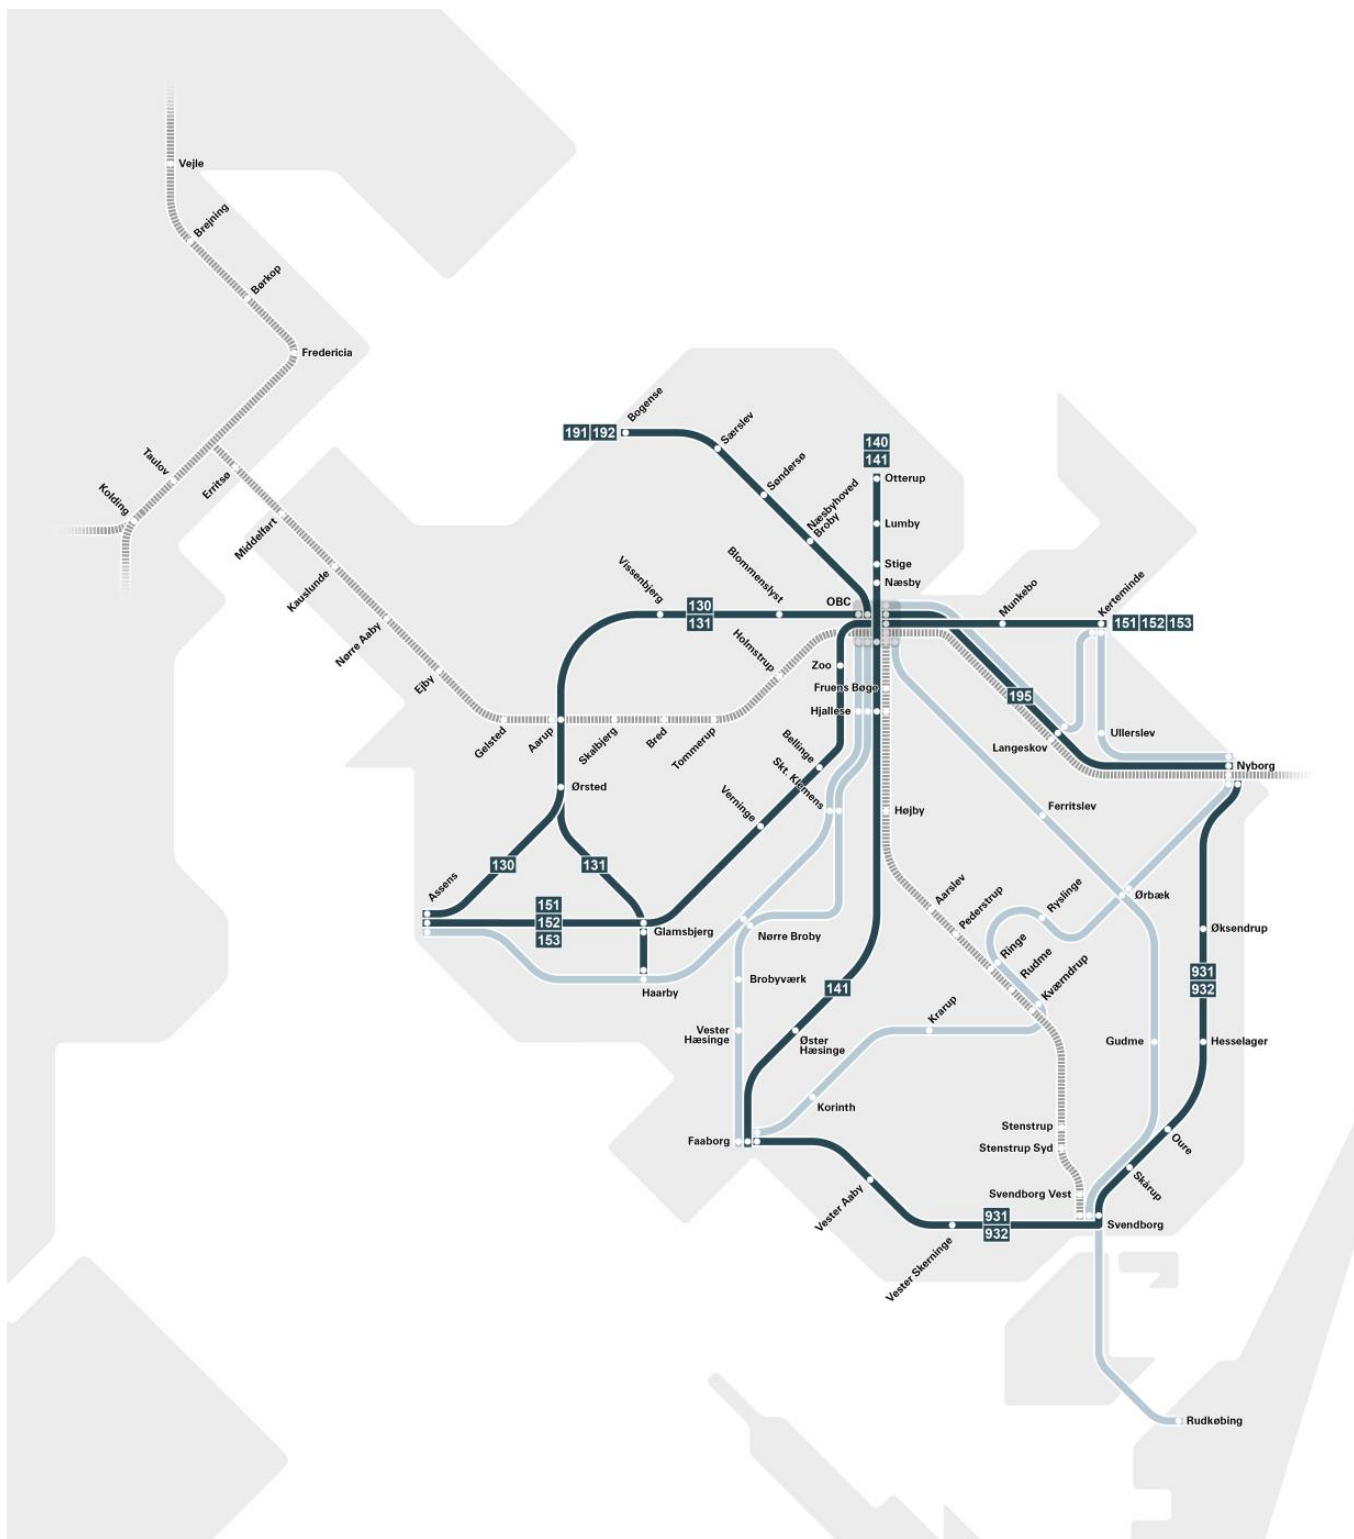 Vejle
Brejning
Børkop
Fredericia
Taulov
Kolding
Erritsø
Middelfart
Kauslunde
Nørre Aaby
Ejby
Gelsted
Aarup
Skalbjerg
Bred
Tommerup
Holmstrup
191 192
Bogense
Særslev
Søndersø
Næsbyhoved
Broby
140
141
Otterup
Lumby
Stige
Næsby
OBC
Vissenbjerg
130
131
Blommenslyst
Munkebo
Kerteminde
151 152 153
Zoo
Fruens Bøge
Hjallese
195
Langeskov
Ullerslev
Nyborg
Bellinge
Skt. Klemens
Verninge
Ørsted
Højby
Ferritslev
130
131
Assens
151
152
153
Glamsbjerg
Haarby
Nørre Broby
Brobyværk
Vester
Hæsinge
141
Øster
Hæsinge
Aarslev
Pederstrup
Ringe
Rudme
Kværndrup
Ryslinge
Ørbæk
Øksendrup
931
932
Hesselager
Gudme
Krarup
Korinth
Faaborg
Stenstrup
Stenstrup Syd
Svendborg Vest
Oure
Skårup
Svendborg
Vester Aaby
Vester Skerninge
931
932
Rudkøbing